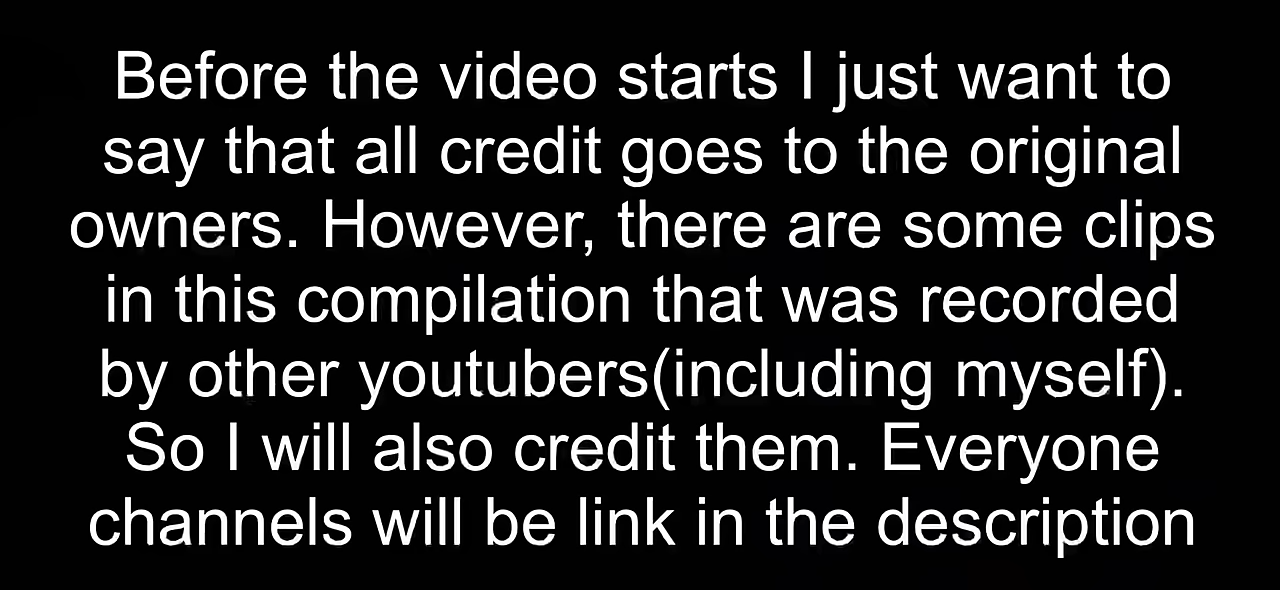 Before the video starts I just want to
say that all credit goes to the original
owners. However, there are some clips
in this compilation that was recorded
by other youtubers(including myself).
So I will also credit them. Everyone
channels will be link in the description